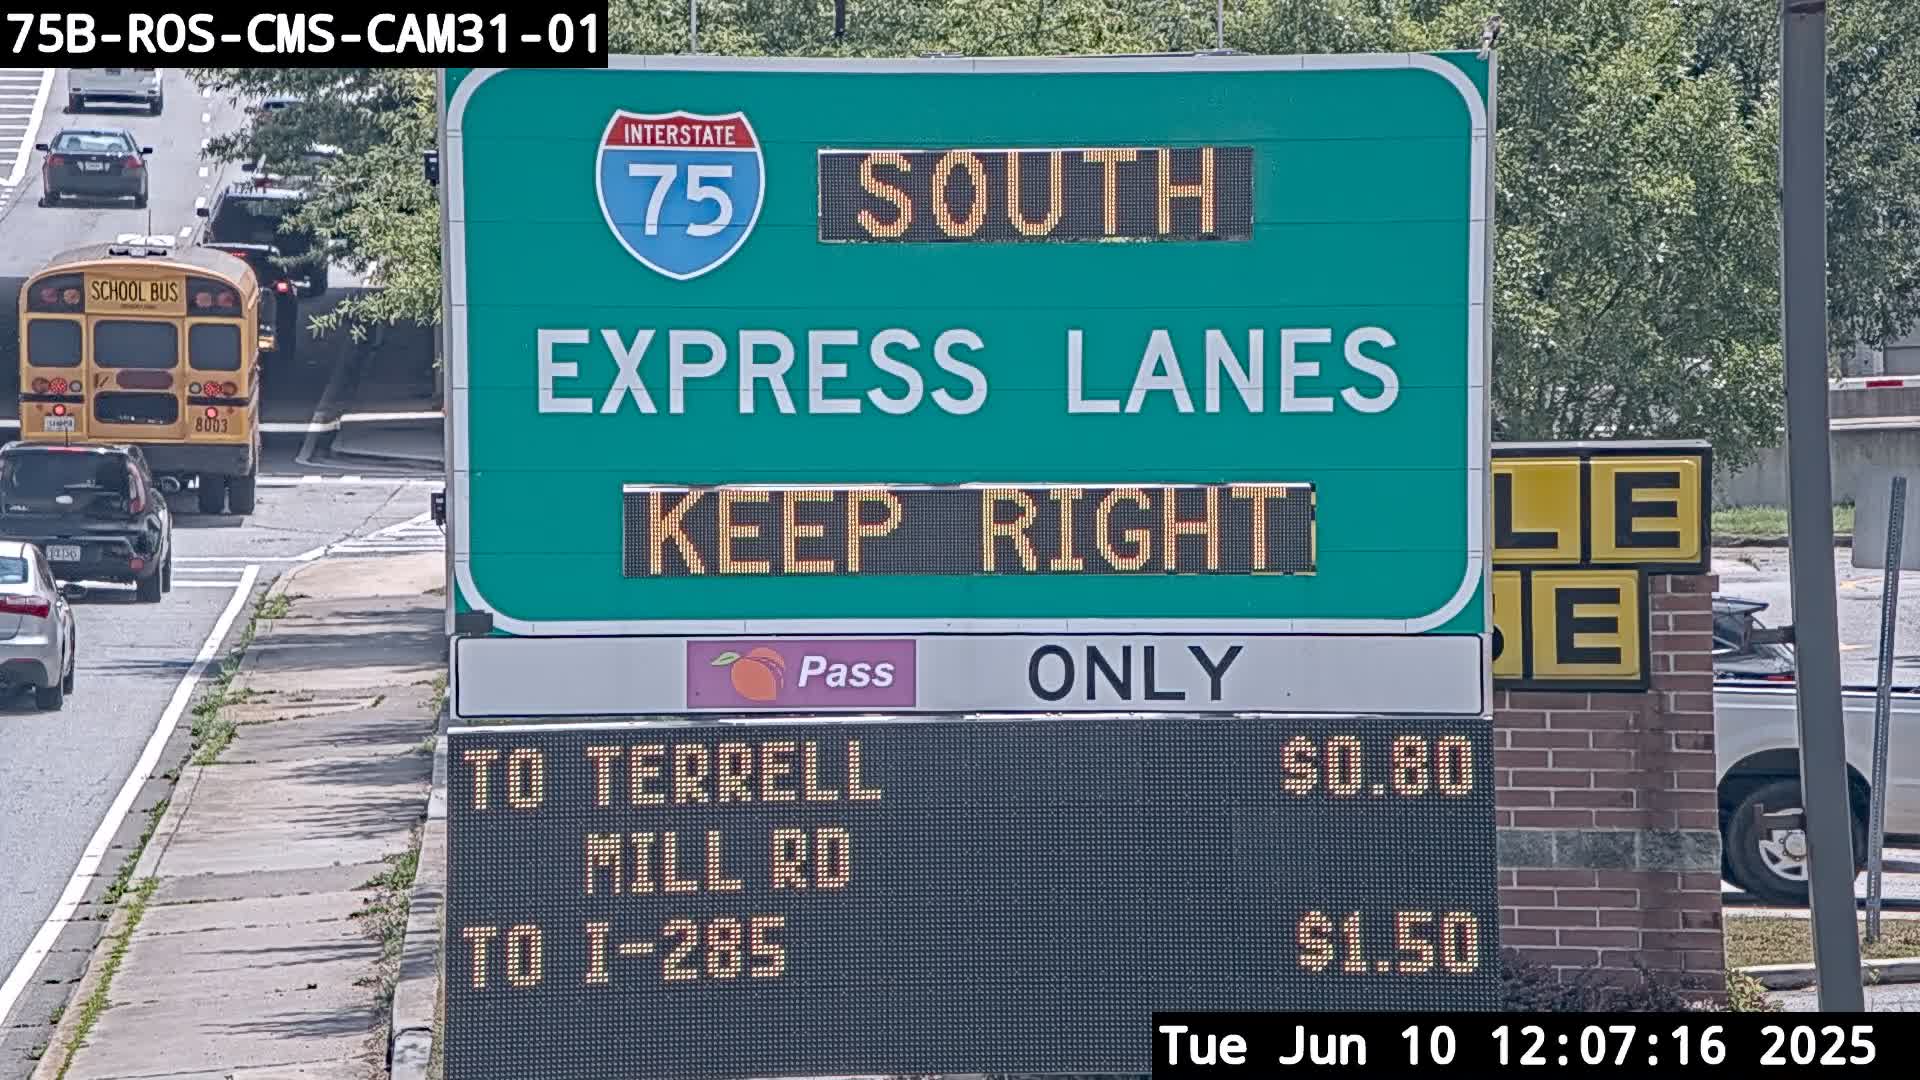 75B-ROS-CMS-CAM31-01
INTERSTATE
75
SOUTH
EXPRESS LANES
KEEP RIGHT
Pass ONLY
TO TERRELL $0.80
MILL RD
TO I-285 $1.50
SCHOOL BUS
8003
LE
E
Tue Jun 10 12:07:16 2025